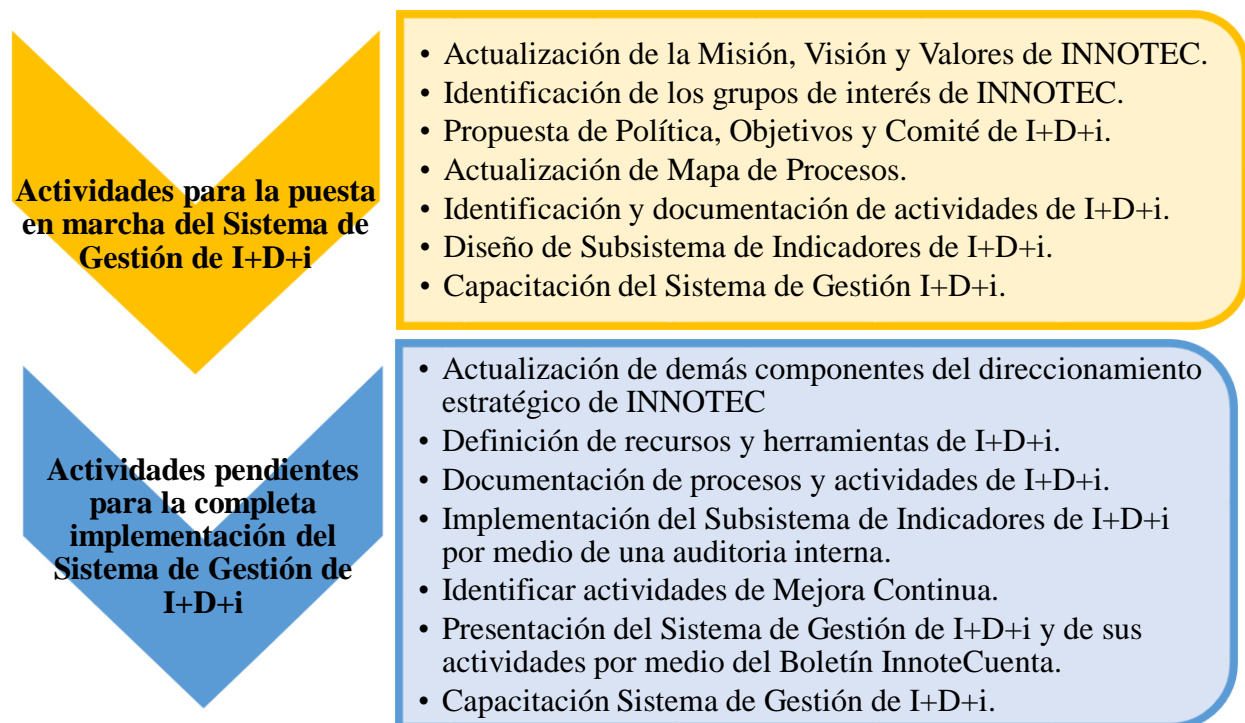 Actividades para la puesta
en marcha del Sistema de
Gestión de I+D+i
• Actualización de la Misión, Visión y Valores de INNOTEC.
• Identificación de los grupos de interés de INNOTEC.
• Propuesta de Política, Objetivos y Comité de I+D+i.
• Actualización de Mapa de Procesos.
• Identificación y documentación de actividades de I+D+i.
• Diseño de Subsistema de Indicadores de I+D+i.
• Capacitación del Sistema de Gestión I+D+i.
Actividades pendientes
para la completa
implementación del
Sistema de Gestión de
I+D+i
• Actualización de demás componentes del direccionamiento
estratégico de INNOTEC
• Definición de recursos y herramientas de I+D+i.
• Documentación de procesos y actividades de I+D+i.
• Implementación del Subsistema de Indicadores de I+D+i
por medio de una auditoria interna.
• Identificar actividades de Mejora Continua.
• Presentación del Sistema de Gestión de I+D+i y de sus
actividades por medio del Boletín InnoteCuenta.
• Capacitación Sistema de Gestión de I+D+i.